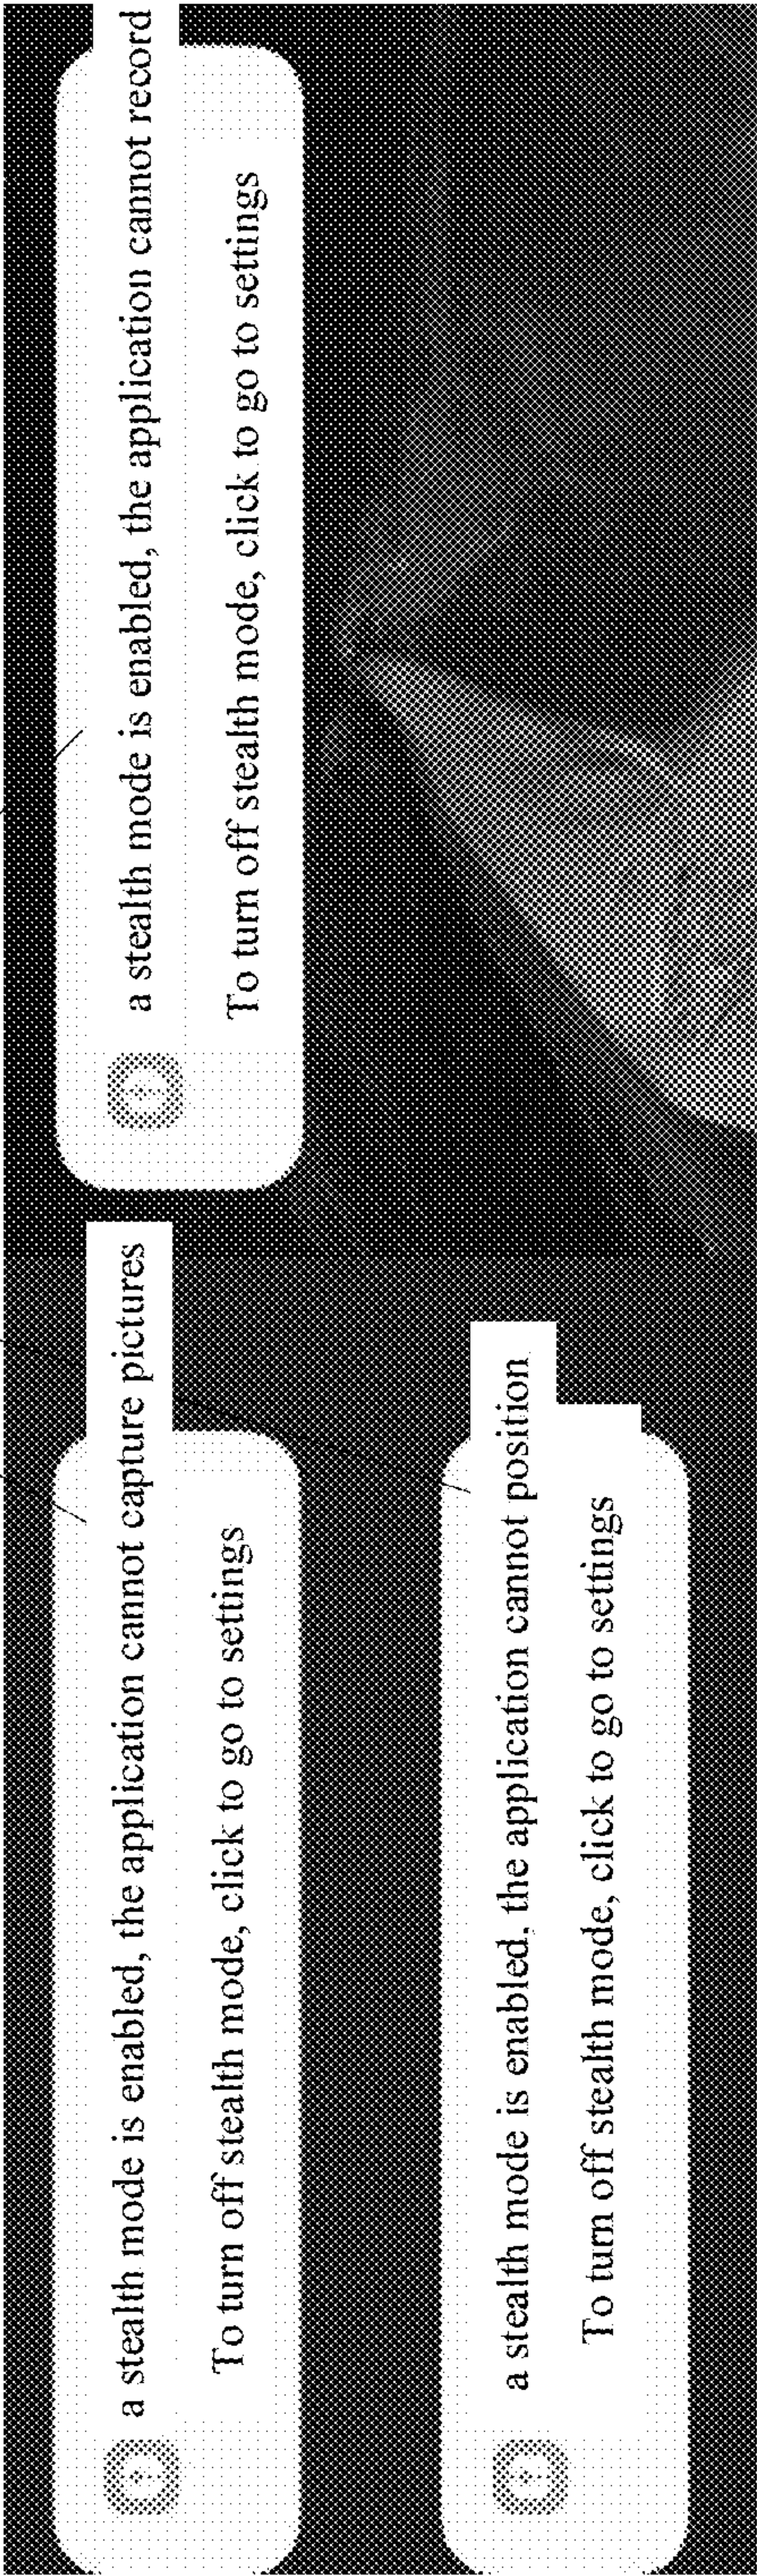 a stealth mode is enabled, the application cannot capture pictures
To turn off stealth mode, click to go to settings
a stealth mode is enabled, the application cannot position
To turn off stealth mode, click to go to settings
a stealth mode is enabled, the application cannot record
To turn off stealth mode, click to go to settings